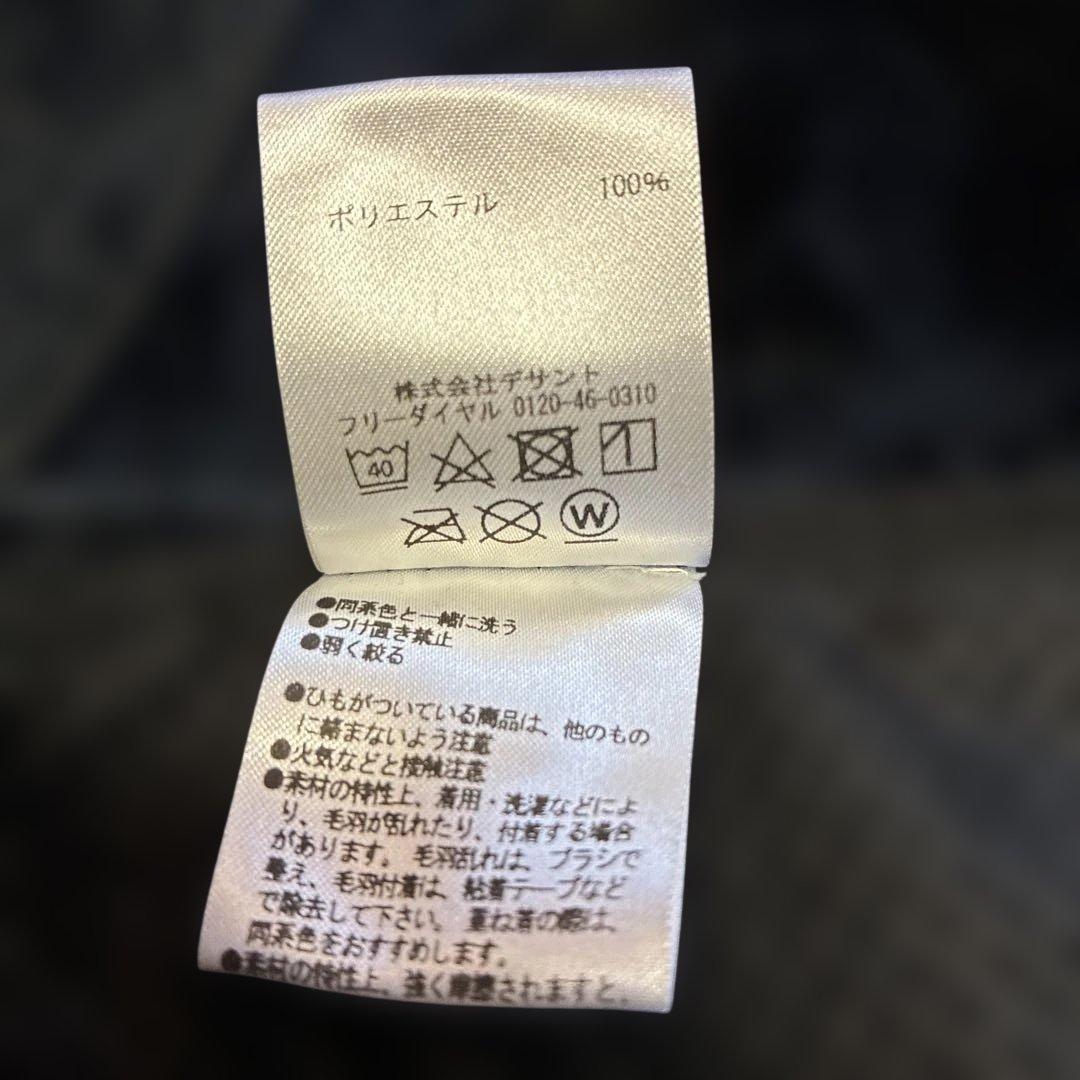 ポリエステル 100%
株式会社デサント
フリーダイヤル 0120-46-0310
40
W
●同系色と一緒に洗う
●つけ置き禁止
●弱く絞る
●ひもがついている商品は、他のもの
に絡まないよう注意
●火気などと接触注意
●素材の特性上、着用・洗濯などによ
り、毛羽が乱れたり、付着する場合
があります。毛羽乱れは、ブラシで
整え、毛羽付着は、粘着テープなど
で除去して下さい。重ね着の際は、
同系色をおすすめします。
●素材の特性上、強く摩擦されますと、